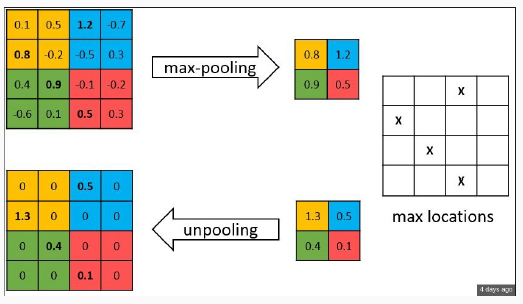 0.1 0.5 1.2 -0.7
0.8 -0.2 -0.5 0.3
0.4 0.9 -0.1 -0.2
-0.6 0.1 0.5 0.3
max-pooling
0.8 1.2
0.9 0.5
x
x
x
x
max locations
0 0 0.5 0
1.3 0 0 0
0 0.4 0 0
0 0 0.1 0
unpooling
1.3 0.5
0.4 0.1
4 days ago